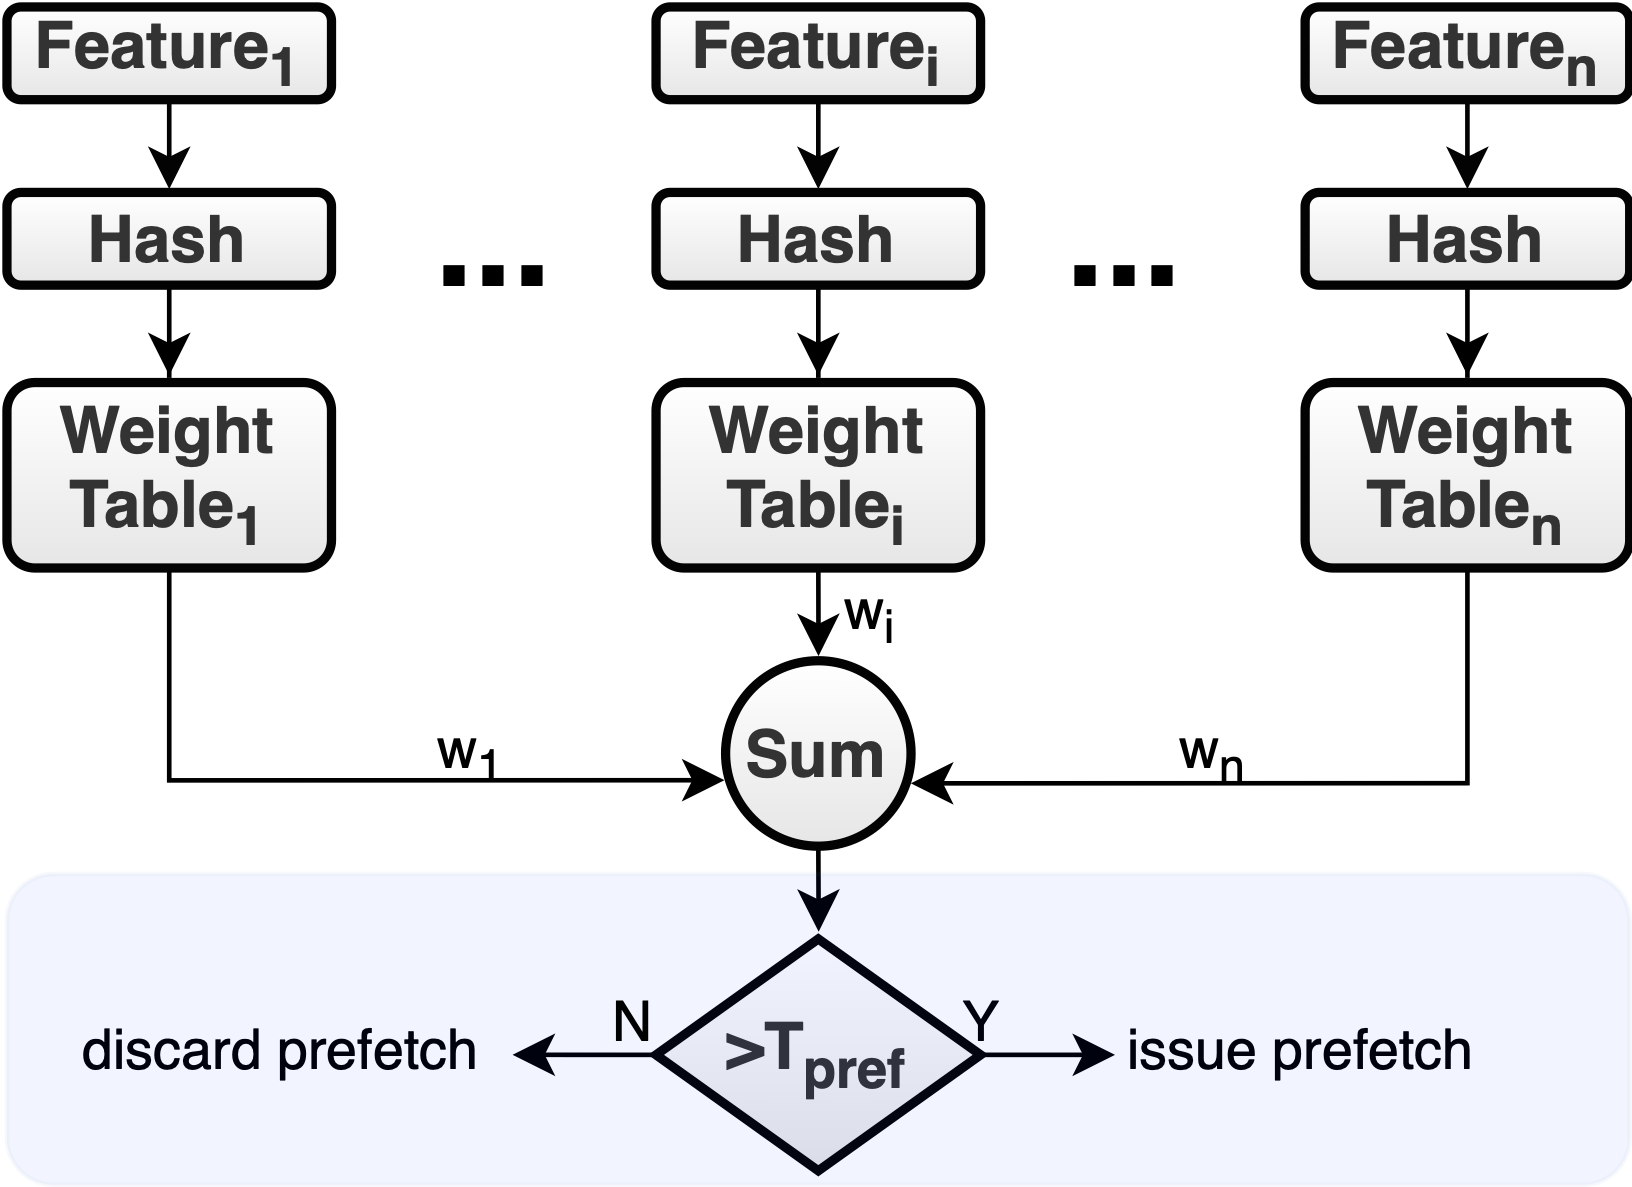 Feature1
Featurei
Featuren
Hash
...
Hash
...
Hash
Weight
Table1
Weight
Tablei
Weight
Tablen
wi
w1
Sum
wn
discard prefetch
N
>Tpref
Y
issue prefetch